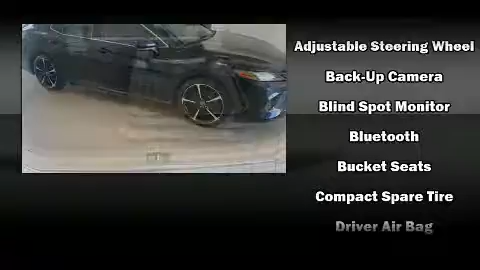 Adjustable Steering Wheel
Back-Up Camera
Blind Spot Monitor
Bluetooth
Bucket Seats
Compact Spare Tire
Driver Air Bag